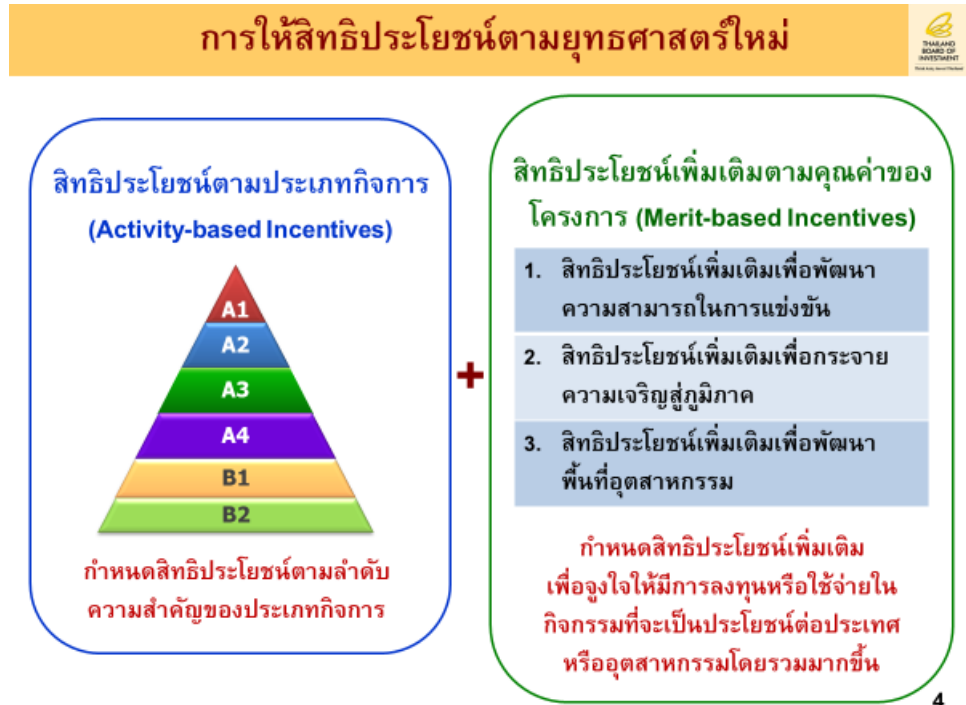 การให้สิทธิประโยชน์ตามยุทธศาสตร์ใหม่
THAILAND
BOARD OF
INVESTMENT
สิทธิประโยชน์ตามประเภทกิจการ
(Activity-based Incentives)
A1
A2
A3
A4
B1
B2
กำหนดสิทธิประโยชน์ตามลำดับ
ความสำคัญของประเภทกิจการ
+
สิทธิประโยชน์เพิ่มเติมตามคุณค่าของ
โครงการ (Merit-based Incentives)
1. สิทธิประโยชน์เพิ่มเติมเพื่อพัฒนา
ความสามารถในการแข่งขัน
2. สิทธิประโยชน์เพิ่มเติมเพื่อกระจาย
ความเจริญสู่ภูมิภาค
3. สิทธิประโยชน์เพิ่มเติมเพื่อพัฒนา
พื้นที่อุตสาหกรรม
กำหนดสิทธิประโยชน์เพิ่มเติม
เพื่อจูงใจให้มีการลงทุนหรือใช้จ่ายใน
กิจกรรมที่จะเป็นประโยชน์ต่อประเทศ
หรืออุตสาหกรรมโดยรวมมากขึ้น
4